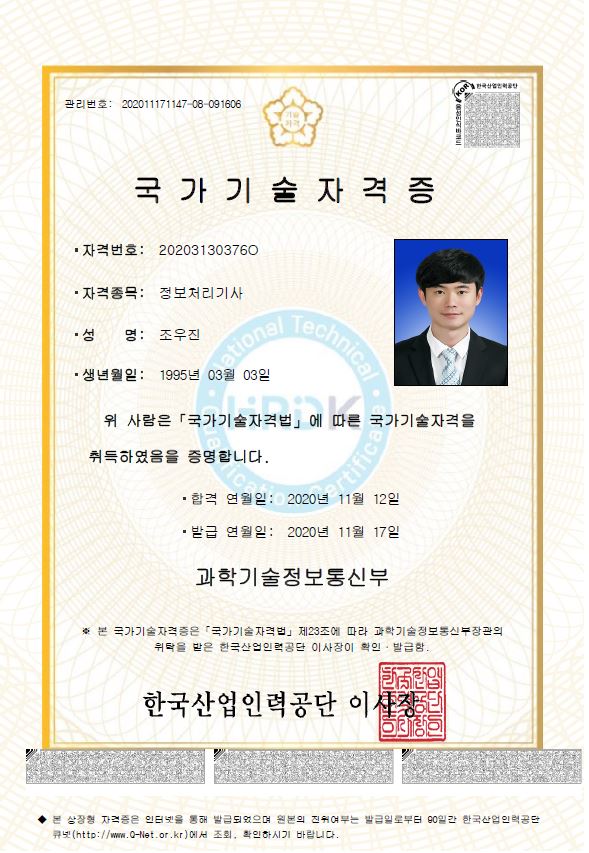 관리번호: 202011171147-08-091606
한국산업인력공단
KOR
음성인식바코드
기술
자격
국가기술자격증
·자격번호: 20203130376O
·자격종목: 정보처리기사
·성 명: 조우진
·생년월일: 1995년 03월 03일
National Technical
HRDK
Qualification Certificate
위 사람은「국가기술자격법」에 따른 국가기술자격을
취득하였음을 증명합니다.
·합격 연월일: 2020년 11월 12일
·발급 연월일: 2020년 11월 17일
과학기술정보통신부
※ 본 국가기술자격증은「국가기술자격법」제23조에 따라 과학기술정보통신부장관의
위탁을 받은 한국산업인력공단 이사장이 확인·발급함.
한국산업인력공단 이사장
◆ 본 상장형 자격증은 인터넷을 통해 발급되었으며 원본의 진위여부는 발급일로부터 90일간 한국산업인력공단
큐넷(http://www.Q-Net.or.kr)에서 조회, 확인하시기 바랍니다.